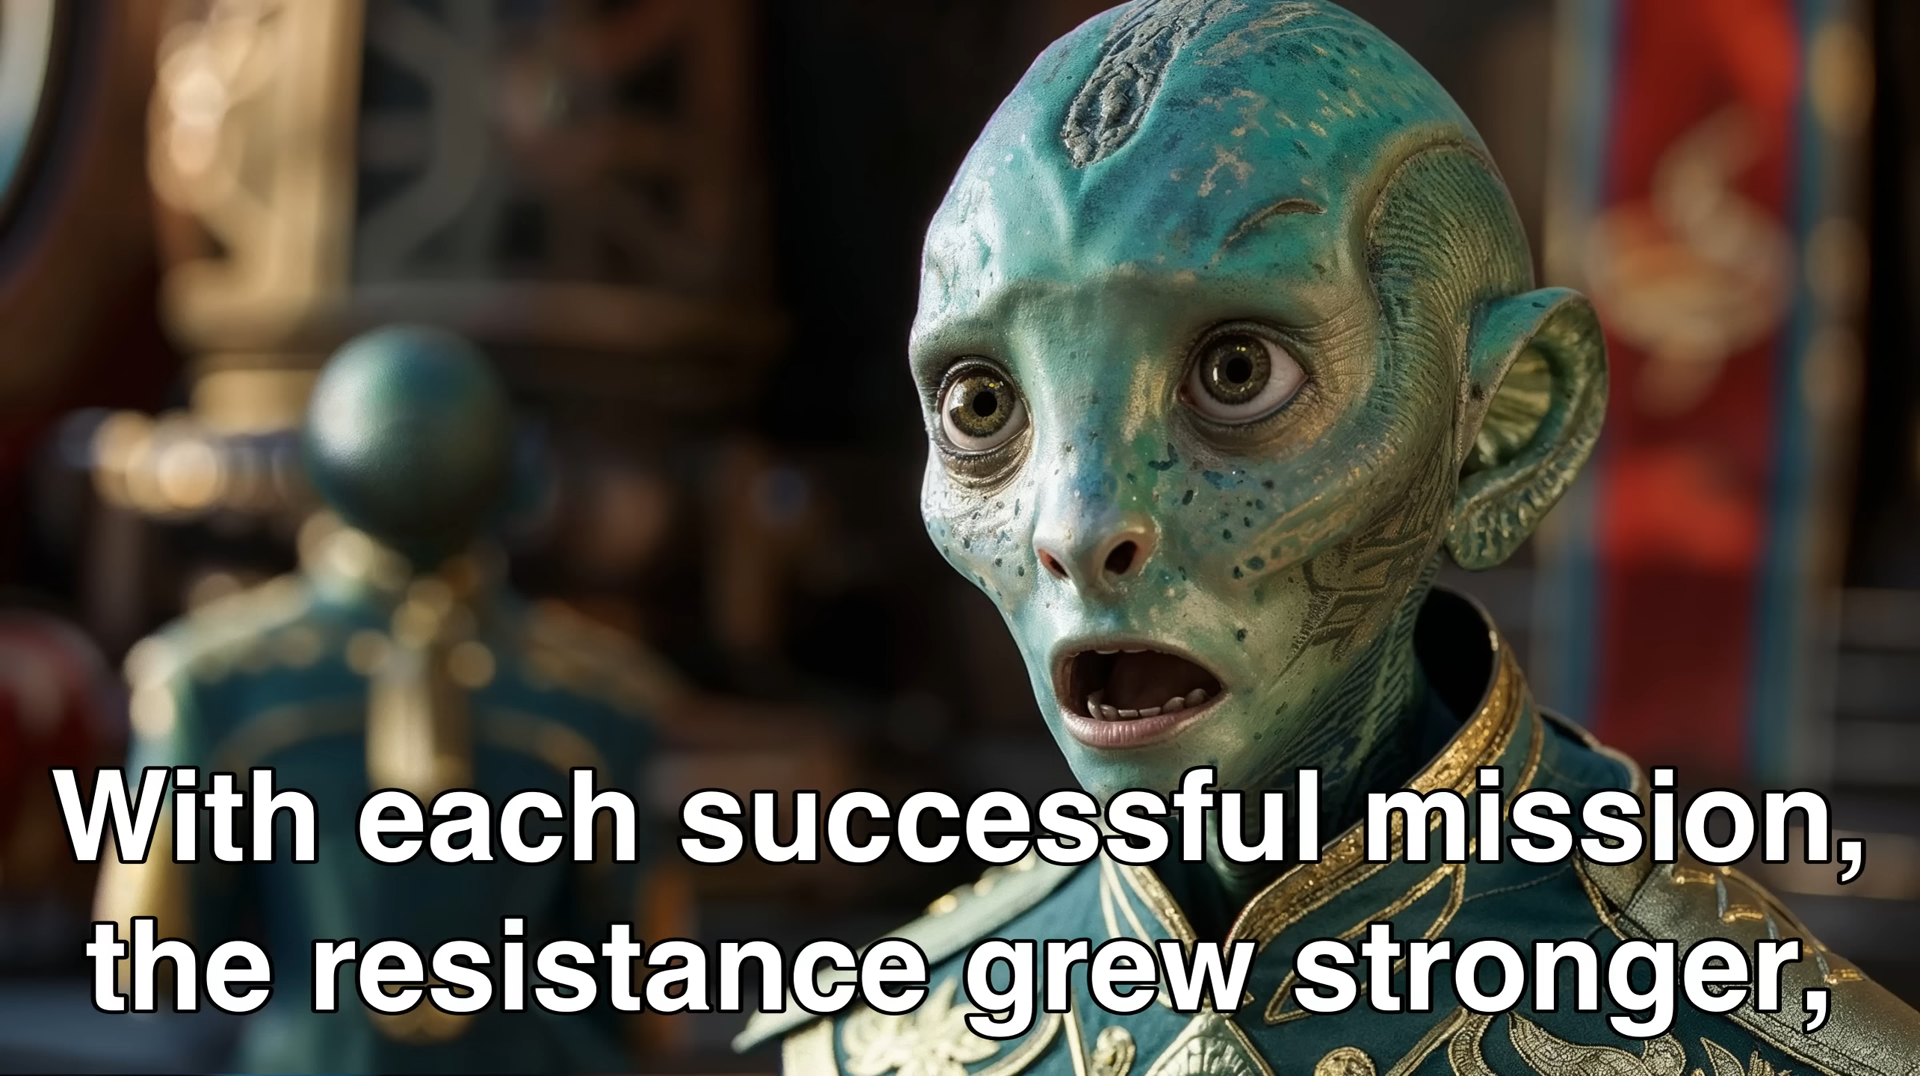 With each successful mission,
the resistance grew stronger,